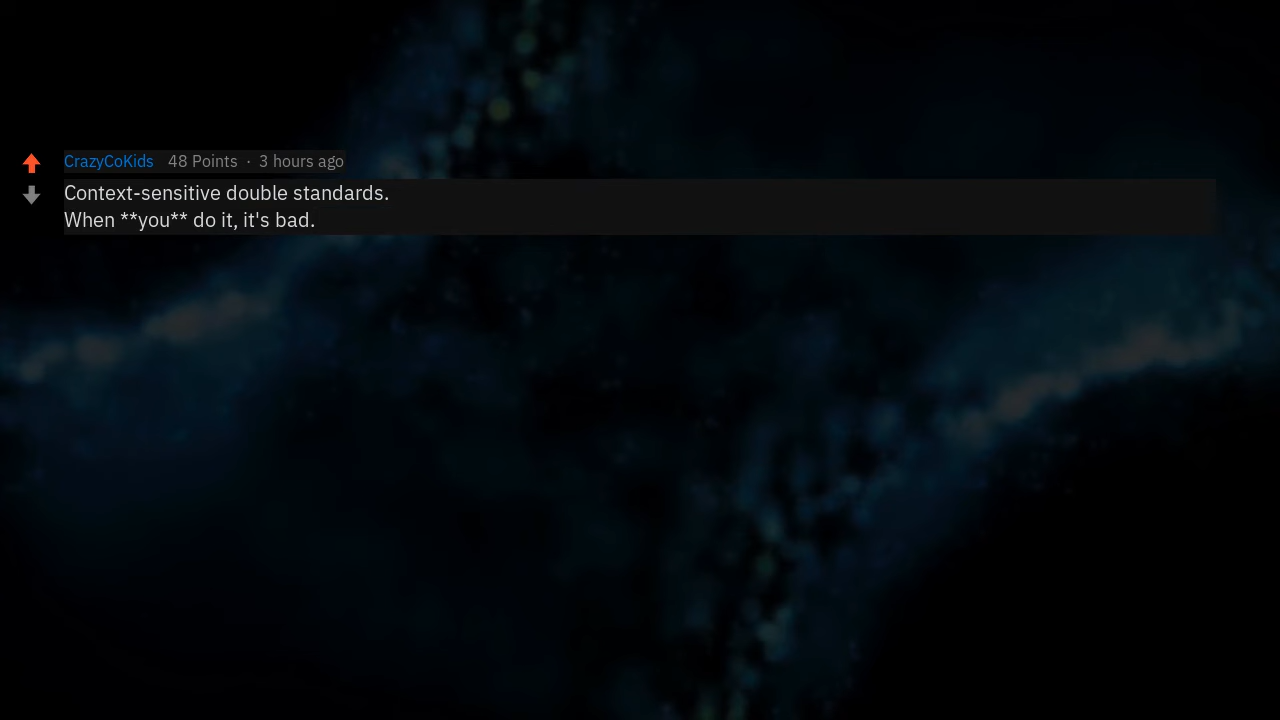 CrazyCoKids 48 Points · 3 hours ago
Context-sensitive double standards.
When **you** do it, it's bad.